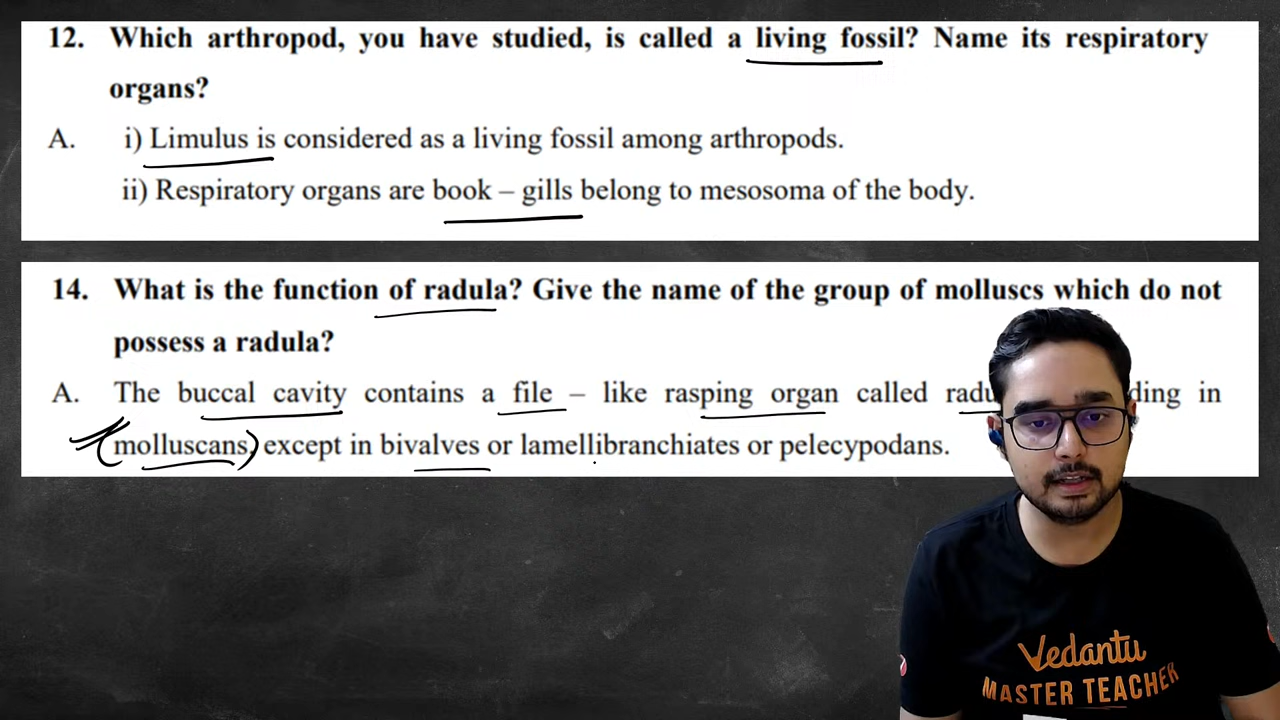 12. Which arthropod, you have studied, is called a living fossil? Name its respiratory
organs?
A. i) Limulus is considered as a living fossil among arthropods.
ii) Respiratory organs are book – gills belong to mesosoma of the body.
14. What is the function of radula? Give the name of the group of molluscs which do not
possess a radula?
A. The buccal cavity contains a file – like rasping organ called in
molluscans, except in bivalves or lamellibranchiates or pelecypodans.
Vedantu
MASTER TEACHER